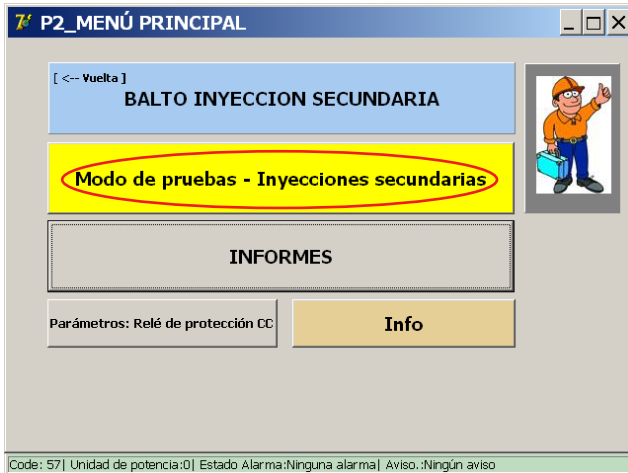 P2_MENÚ PRINCIPAL
[ <-- Vuelta ]
BALTO INYECCION SECUNDARIA
Modo de pruebas - Inyecciones secundarias
INFORMES
Parámetros: Relé de protección CC
Info
Code: 57| Unidad de potencia:0| Estado Alarma:Ninguna alarma| Aviso.:Ningún aviso